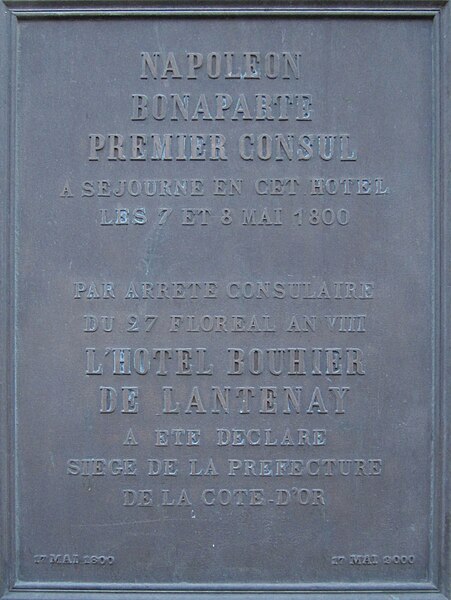 NAPOLEON
BONAPARTE
PREMIER CONSUL
A SEJOURNE EN CET HOTEL
LES 7 ET 8 MAI 1800
PAR ARRETE CONSULAIRE
DU 27 FLOREAL AN VIII
L'HOTEL BOUHIER
DE LANTENAY
A ETE DECLARE
SIEGE DE LA PREFECTURE
DE LA COTE-D'OR
17 MAI 1800 17 MAI 2000